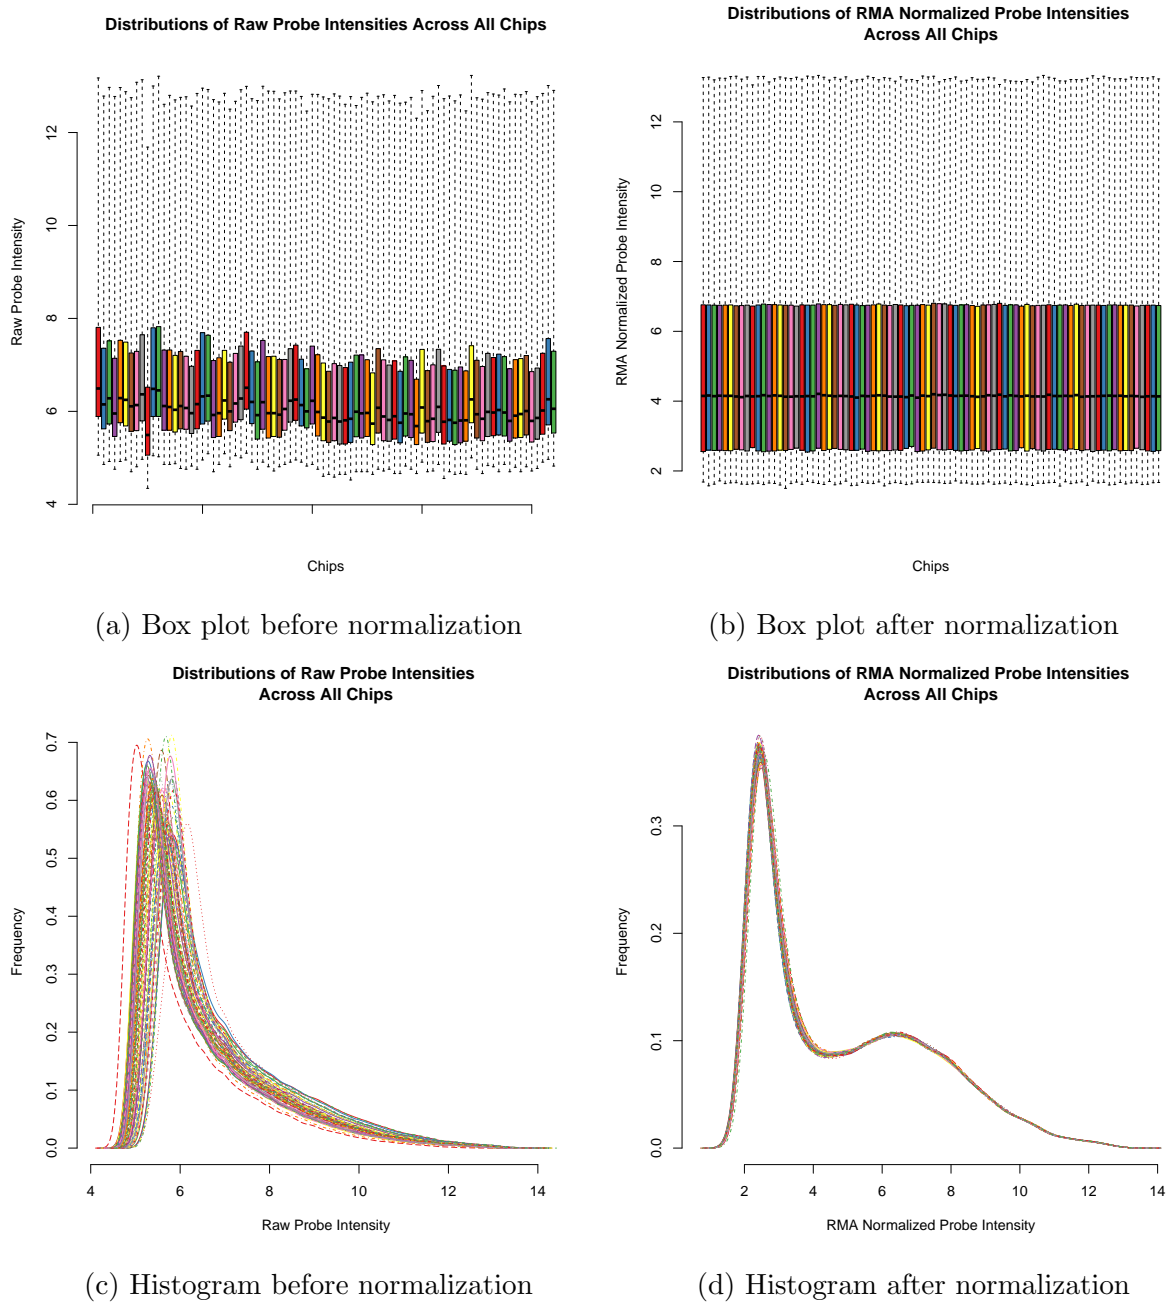 Distributions of Raw Probe Intensities Across All Chips
Raw Probe Intensity
12
10
8
6
4
Chips
(a) Box plot before normalization
Distributions of RMA Normalized Probe Intensities
Across All Chips
RMA Normalized Probe Intensity
12
10
8
6
4
2
Chips
(b) Box plot after normalization
Distributions of Raw Probe Intensities
Across All Chips
Frequency
0.7
0.6
0.5
0.4
0.3
0.2
0.1
0.0
4 6 8 10 12 14
Raw Probe Intensity
(c) Histogram before normalization
Distributions of RMA Normalized Probe Intensities
Across All Chips
Frequency
0.3
0.2
0.1
0.0
2 4 6 8 10 12 14
RMA Normalized Probe Intensity
(d) Histogram after normalization